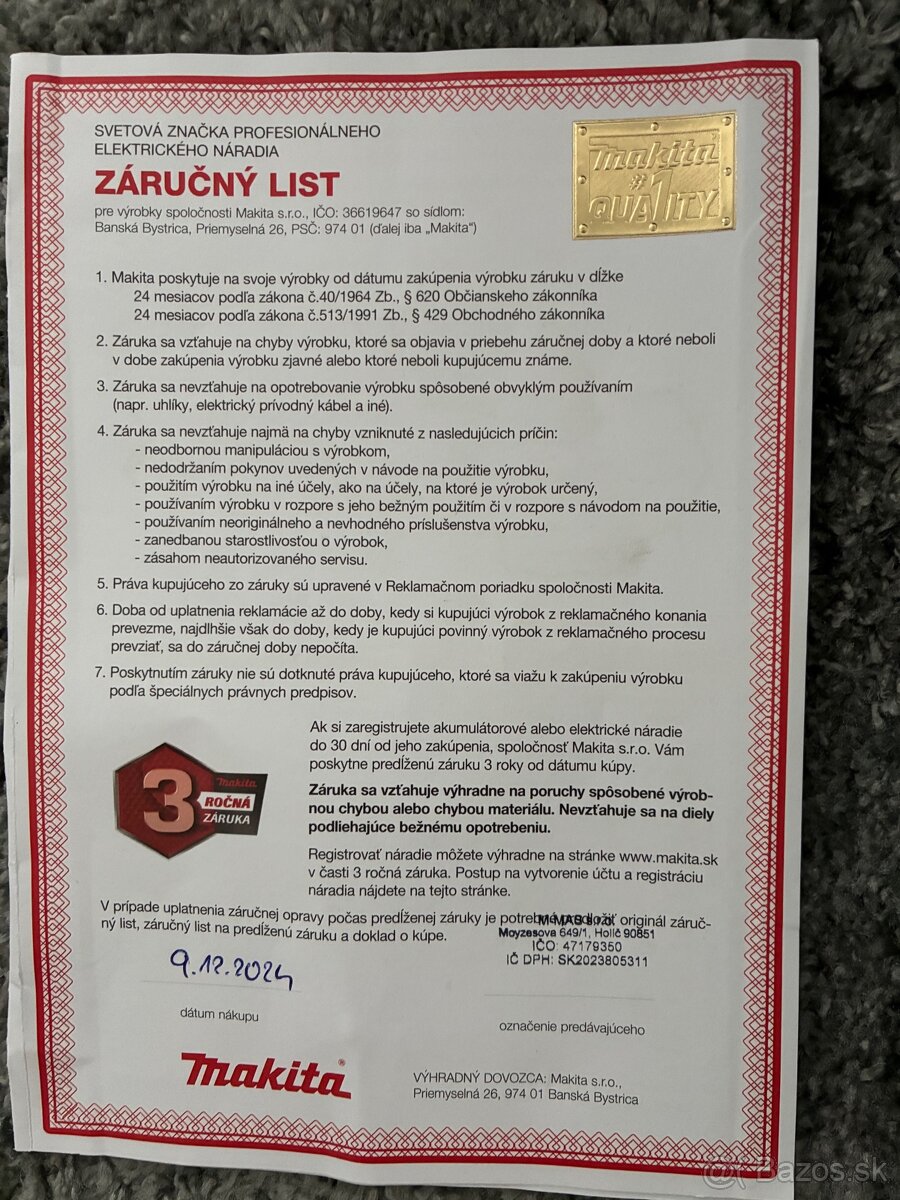 SVETOVÁ ZNAČKA PROFESIONÁLNEHO
ELEKTRICKÉHO NÁRADIA
ZÁRUČNÝ LIST
pre výrobky spoločnosti Makita s.r.o., IČO: 36619647 so sídlom:
Banská Bystrica, Priemyselná 26, PSČ: 974 01 (ďalej iba „Makita“)
makita
#1
QUALITY
1. Makita poskytuje na svoje výrobky od dátumu zakúpenia výrobku záruku v dĺžke
24 mesiacov podľa zákona č.40/1964 Zb., § 620 Občianskeho zákonníka
24 mesiacov podľa zákona č.513/1991 Zb., § 429 Obchodného zákonníka
2. Záruka sa vzťahuje na chyby výrobku, ktoré sa objavia v priebehu záručnej doby a ktoré neboli
v dobe zakúpenia výrobku zjavné alebo ktoré neboli kupujúcemu známe.
3. Záruka sa nevzťahuje na opotrebovanie výrobku spôsobené obvyklým používaním
(napr. uhlíky, elektrický prívodný kábel a iné).
4. Záruka sa nevzťahuje najmä na chyby vzniknuté z nasledujúcich príčin:
- neodbornou manipuláciou s výrobkom,
- nedodržaním pokynov uvedených v návode na použitie výrobku,
- použitím výrobku na iné účely, ako na účely, na ktoré je výrobok určený,
- používaním výrobku v rozpore s jeho bežným použitím či v rozpore s návodom na použitie,
- používaním neoriginálneho a nevhodného príslušenstva výrobku,
- zanedbanou starostlivosťou o výrobok,
- zásahom neautorizovaného servisu.
5. Práva kupujúceho zo záruky sú upravené v Reklamačnom poriadku spoločnosti Makita.
6. Doba od uplatnenia reklamácie až do doby, kedy si kupujúci výrobok z reklamačného konania
prevezme, najdlhšie však do doby, kedy je kupujúci povinný výrobok z reklamačného procesu
prevziať, sa do záručnej doby nepočíta.
7. Poskytnutím záruky nie sú dotknuté práva kupujúceho, ktoré sa viažu k zakúpeniu výrobku
podľa špeciálnych právnych predpisov.
3
makita
ROČNÁ
ZÁRUKA
Ak si zaregistrujete akumulátorové alebo elektrické náradie
do 30 dní od jeho zakúpenia, spoločnosť Makita s.r.o. Vám
poskytne predĺženú záruku 3 roky od dátumu kúpy.
Záruka sa vzťahuje výhradne na poruchy spôsobené výrob-
nou chybou alebo chybou materiálu. Nevzťahuje sa na diely
podliehajúce bežnému opotrebeniu.
Registrovať náradie môžete výhradne na stránke www.makita.sk
v časti 3 ročná záruka. Postup na vytvorenie účtu a registráciu
náradia nájdete na tejto stránke.
V prípade uplatnenia záručnej opravy počas predĺženej záruky je potrebné predložiť originál záruč-
ný list, záručný list na predĺženú záruku a doklad o kúpe.
M-MAS s.r.o.
Moyzesova 649/1, Holíč 90851
IČO: 47179350
IČ DPH: SK2023805311
9.12.2024
dátum nákupu
označenie predávajúceho
makita®
VÝHRADNÝ DOVOZCA: Makita s.r.o.,
Priemyselná 26, 974 01 Banská Bystrica
Bazos.sk